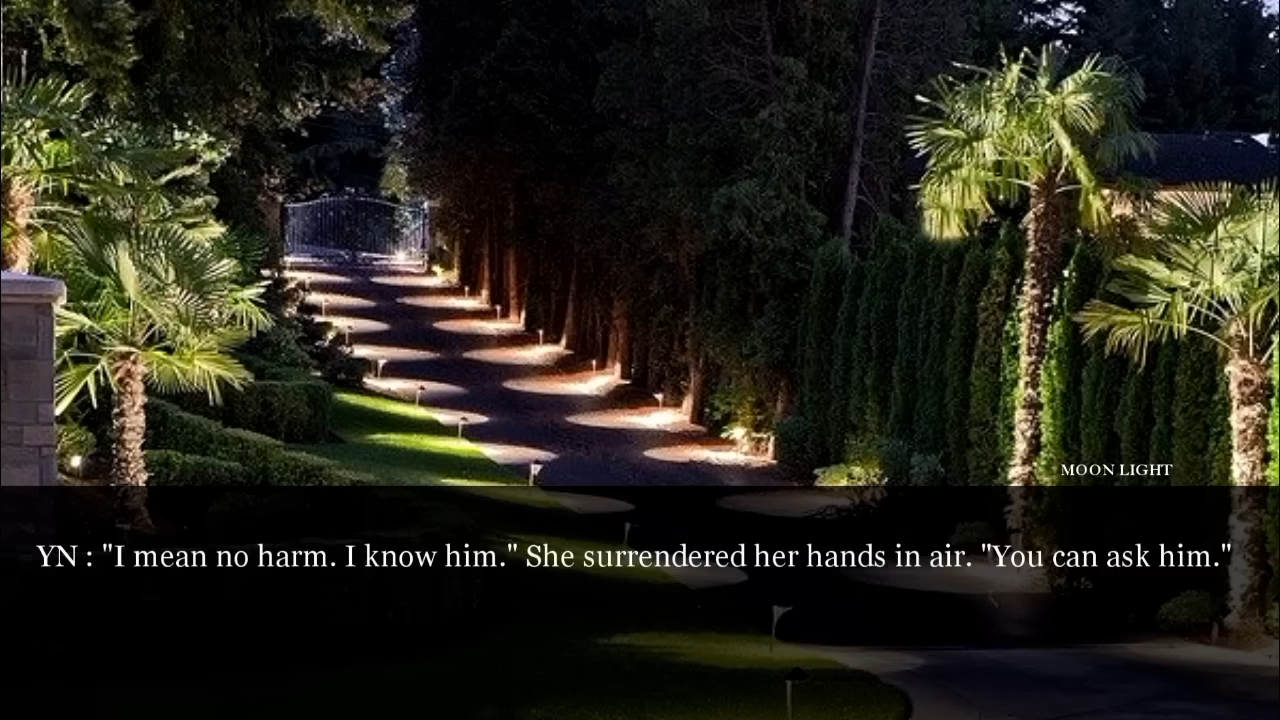 MOON LIGHT
YN : "I mean no harm. I know him." She surrendered her hands in air. "You can ask him."